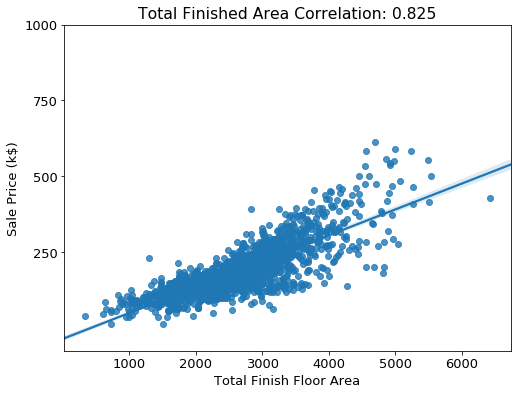 Total Finished Area Correlation: 0.825
1000
750
500
250
Sale Price (k$)
1000 2000 3000 4000 5000 6000
Total Finish Floor Area